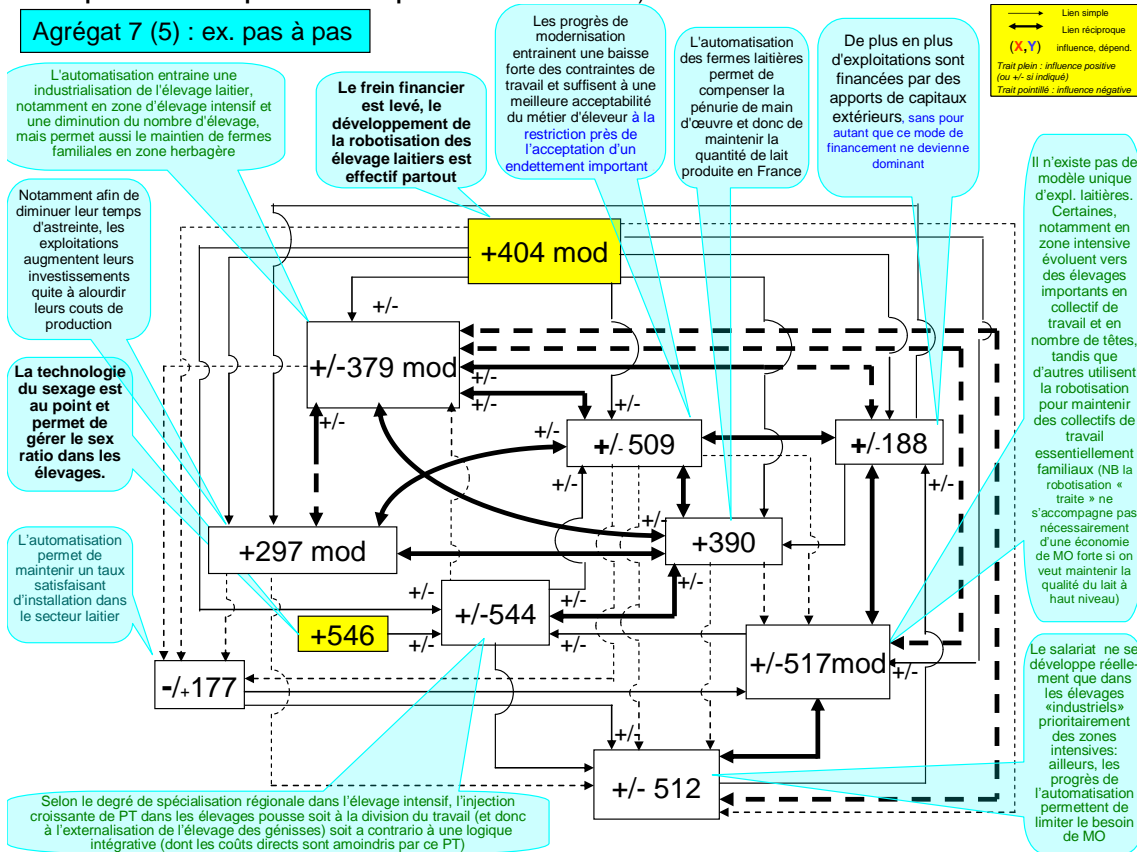 Agrégat 7 (5) : ex. pas à pas
Lien simple
Lien réciproque
(X,Y) influence, dépend.
Trait plein : influence positive
(ou +/- si indiqué)
Trait pointillé : influence négative
L'automatisation entraine une
industrialisation de l'élevage laitier,
notamment en zone d'élevage intensif et
une diminution du nombre d'élevage,
mais permet aussi le maintien de fermes
familiales en zone herbagère
Le frein financier
est levé, le
développement de
la robotisation des
élevage laitiers est
effectif partout
Les progrès de
modernisation
entrainent une baisse
forte des contraintes de
travail et suffisent à une
meilleure acceptabilité
du métier d'éleveur à la
restriction près de
l'acceptation d'un
endettement important
L'automatisation
des fermes laitières
permet de
compenser la
pénurie de main
d'œuvre et donc de
maintenir la
quantité de lait
produite en France
De plus en plus
d'exploitations sont
financées par des
apports de capitaux
extérieurs, sans pour
autant que ce mode de
financement ne devienne
dominant
Il n'existe pas de
modèle unique
d'expl. laitières.
Certaines,
notamment en
zone intensive
évoluent vers
des élevages
importants en
collectif de
travail et en
nombre de têtes,
tandis que
d'autres utilisent
la robotisation
pour maintenir
des collectifs de
travail
essentiellement
familiaux (NB la
robotisation «
traite » ne
s'accompagne pas
nécessairement
d'une économie
de MO forte si on
veut maintenir la
qualité du lait à
haut niveau)
Notamment afin de
diminuer leur temps
d'astreinte, les
exploitations
augmentent leurs
investissements
quite à alourdir
leurs couts de
production
La technologie
du sexage est
au point et
permet de
gérer le sex
ratio dans les
élevages.
L'automatisation
permet de
maintenir un taux
satisfaisant
d'installation dans
le secteur laitier
+404 mod
+/-
+/-379 mod
+/-
+/-
+/-
+/-
+/-
+/- 509
+/-188
+/-
+/-
+/-
+297 mod
+390
+/-
+/-
+/-544
+/-
+546
+/-
+/-
+/-517mod
+/-
-/+177
+/-
+/- 512
Le salariat ne se
développe réelle-
ment que dans
les élevages
«industriels»
prioritairement
des zones
intensives:
ailleurs, les
progrès de
l'automatisation
permettent de
limiter le besoin
de MO
Selon le degré de spécialisation régionale dans l'élevage intensif, l'injection
croissante de PT dans les élevages pousse soit à la division du travail (et donc
à l'externalisation de l'élevage des génisses) soit a contrario à une logique
intégrative (dont les coûts directs sont amoindris par ce PT)